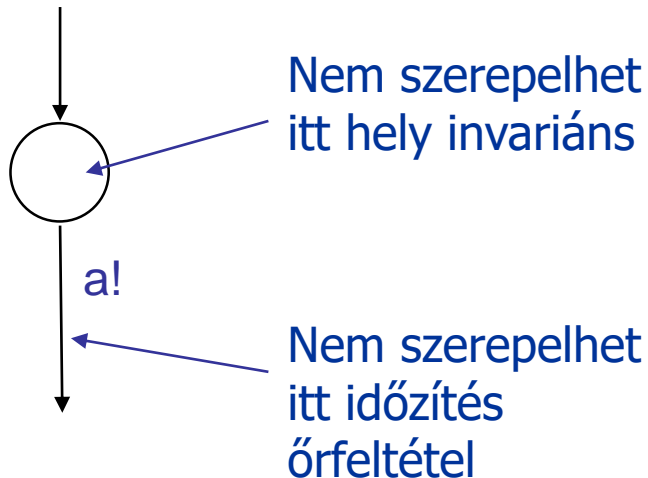 Nem szerepelhet
itt hely invariáns
a!
Nem szerepelhet
itt időzítés
őrfeltétel